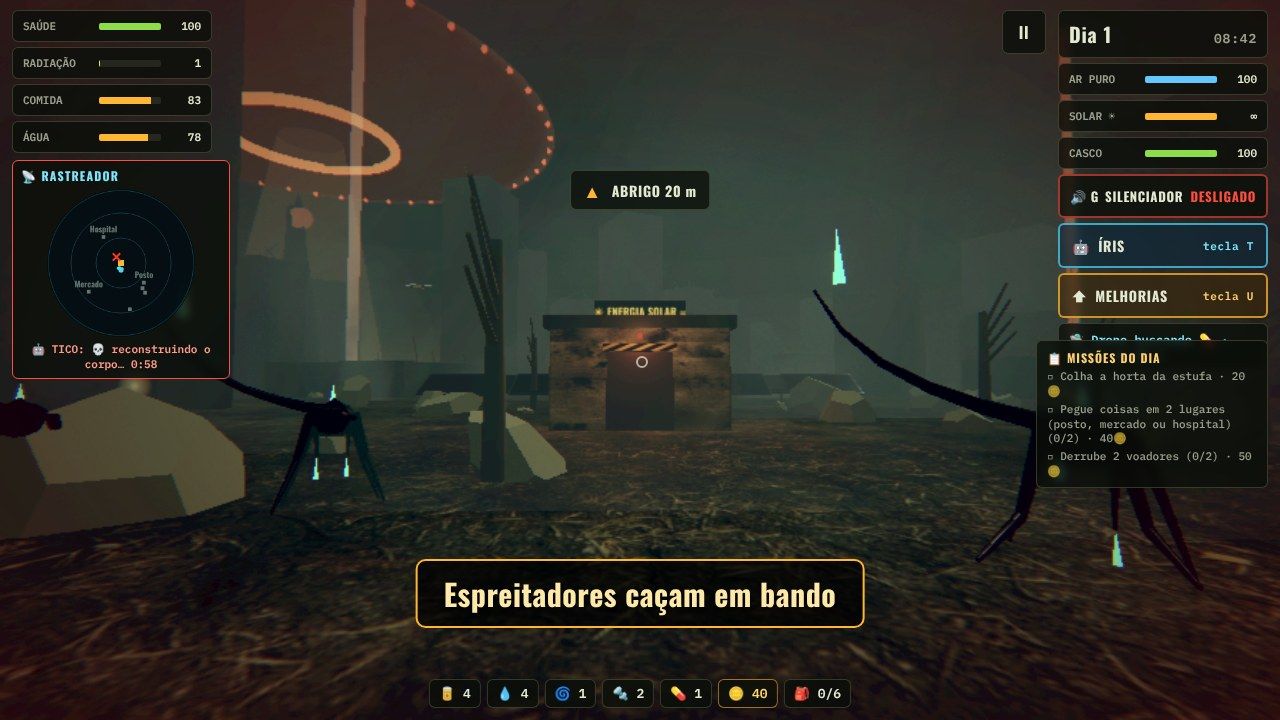 SAÚDE 100
RADIAÇÃO 1
COMIDA 83
ÁGUA 78
📡 RASTREADOR
Hospital
Posto
Mercado
🤖 TICO: 💀 reconstruindo o
corpo… 0:58
▲ ABRIGO 20 m
☀ ENERGIA SOLAR
Dia 1 08:42
AR PURO 100
SOLAR ☀ ∞
CASCO 100
🔊 G SILENCIADOR DESLIGADO
🤖 ÍRIS tecla T
⬆ MELHORIAS tecla U
Drone buscando 💊
📋 MISSÕES DO DIA
▫ Colha a horta da estufa · 20
🪙
▫ Pegue coisas em 2 lugares
(posto, mercado ou hospital)
(0/2) · 40🪙
▫ Derrube 2 voadores (0/2) · 50
🪙
Espreitadores caçam em bando
🥫 4 💧 4 🌀 1 🔩 2 💊 1 🪙 40 🎒 0/6